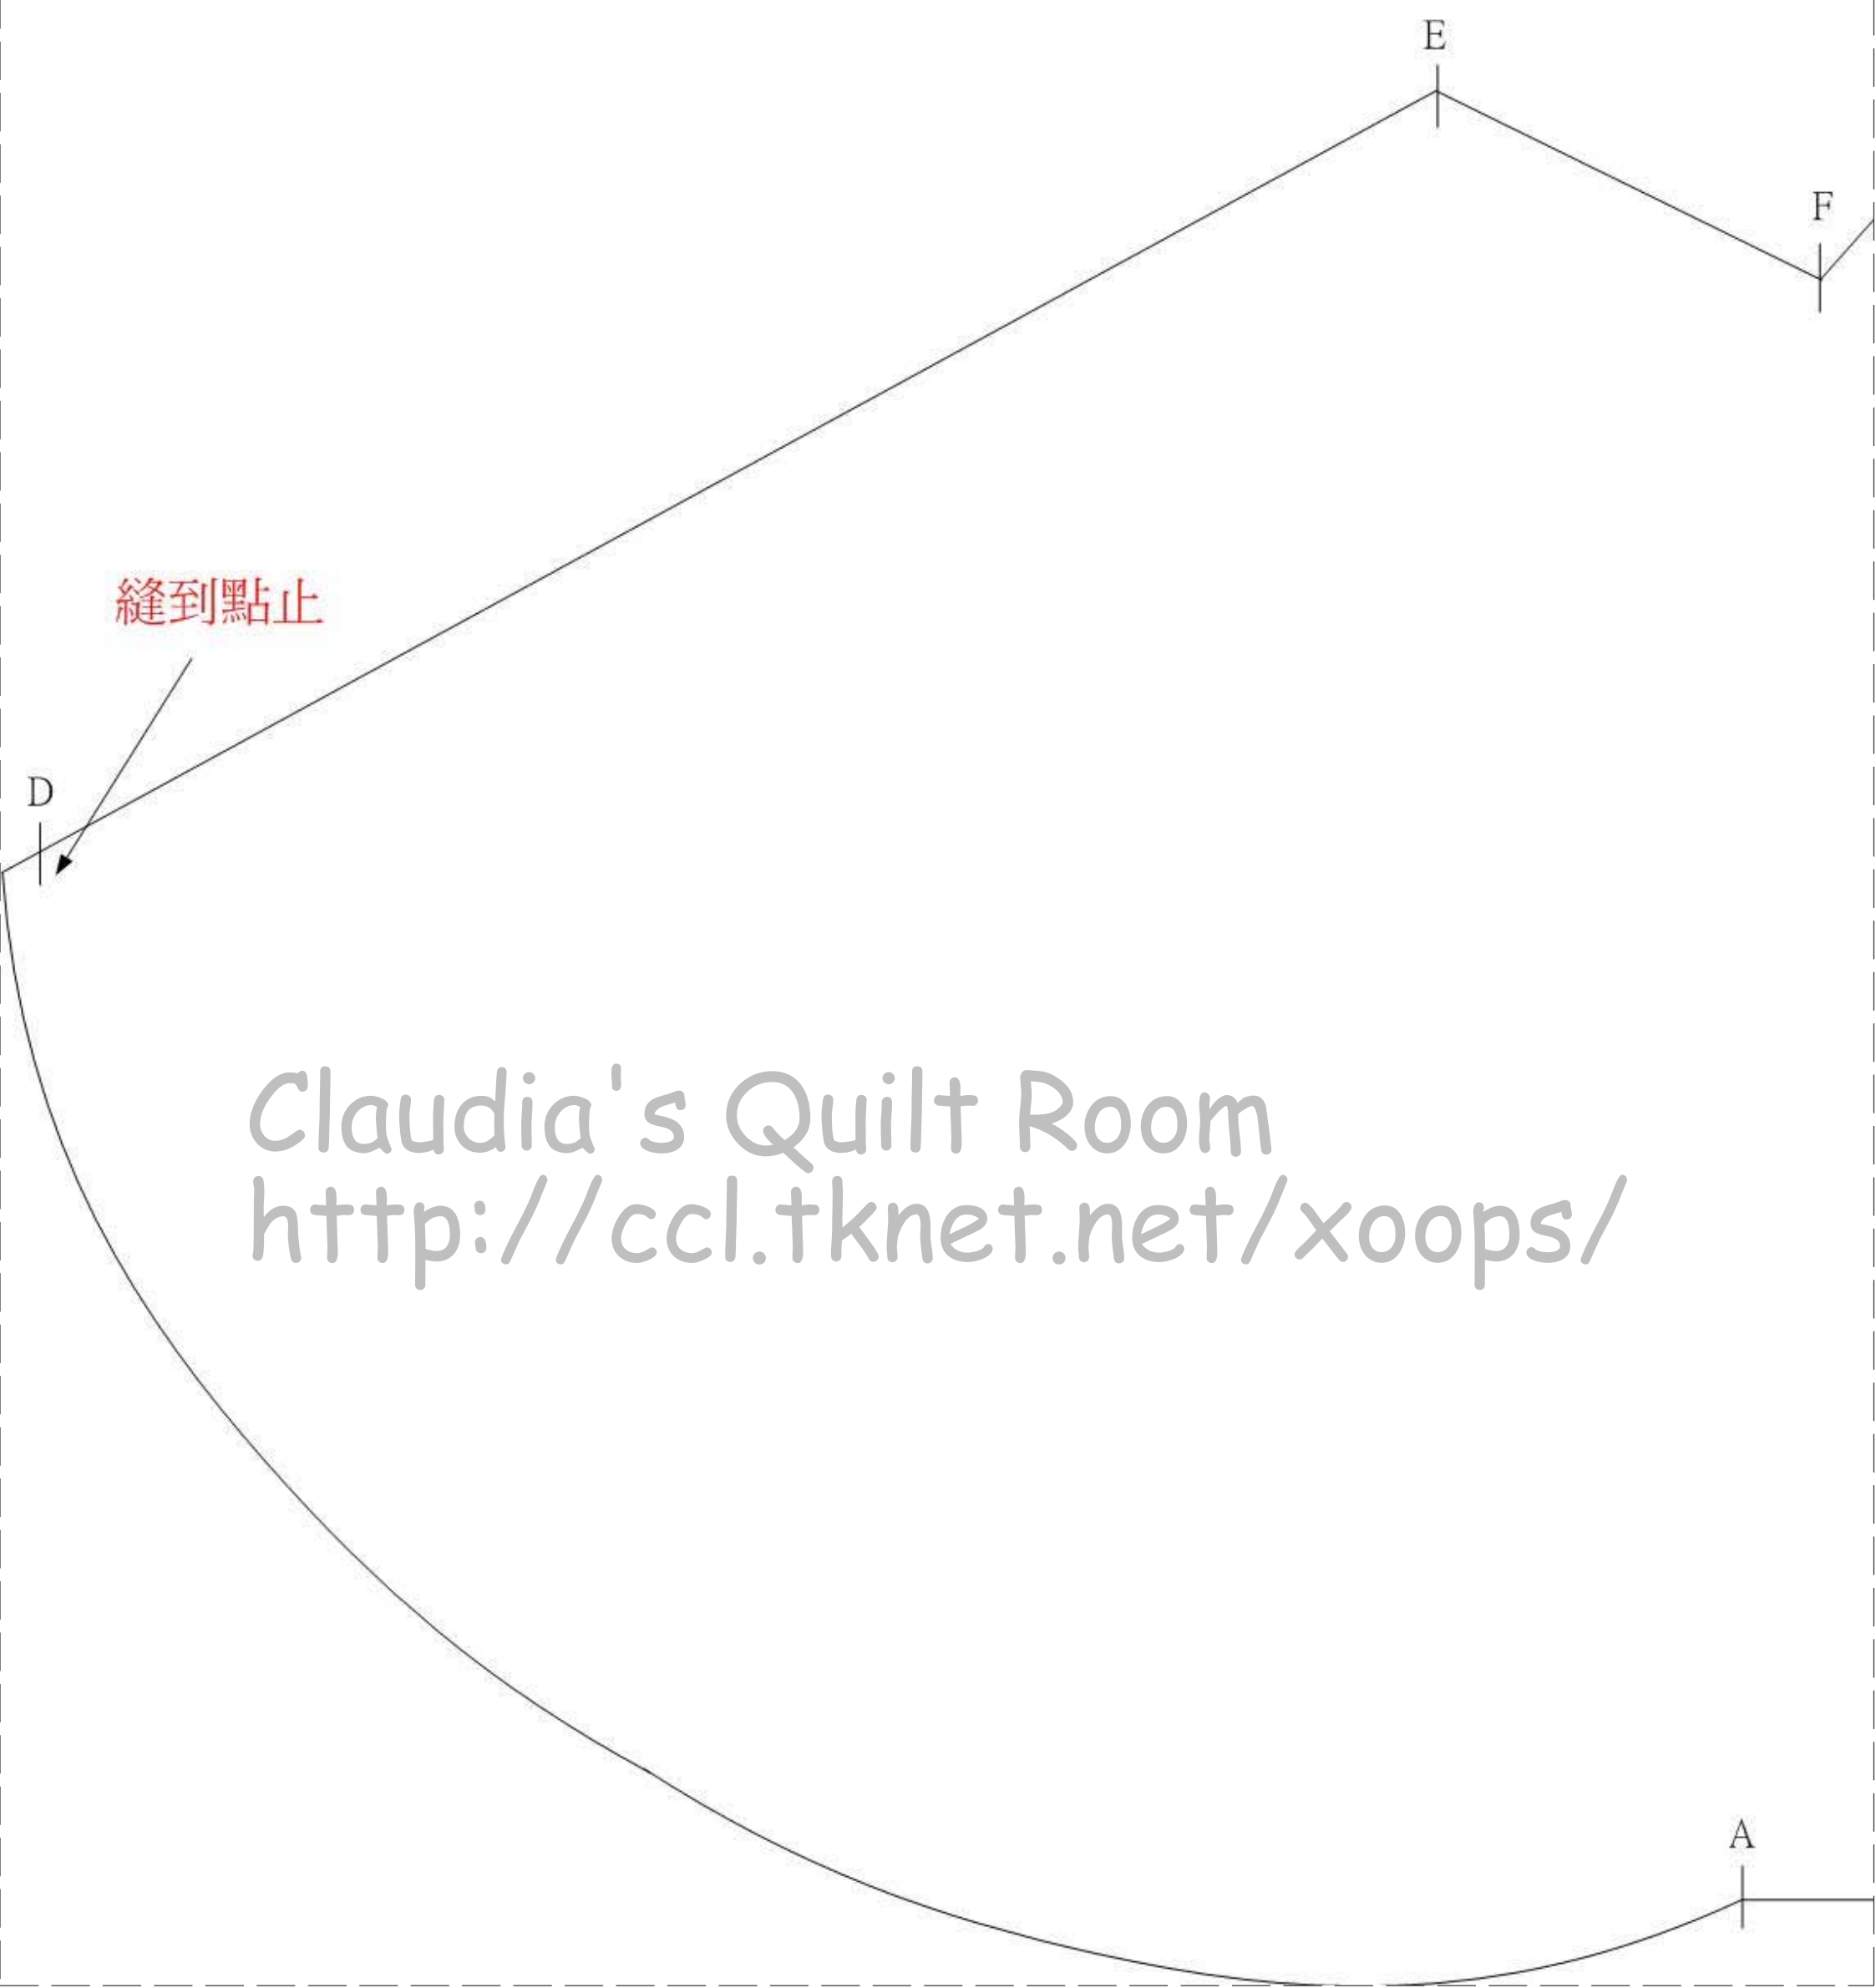 E
F
縫到點止
D
Claudia's Quilt Room
http://ccl.tknet.net/xoops/
A